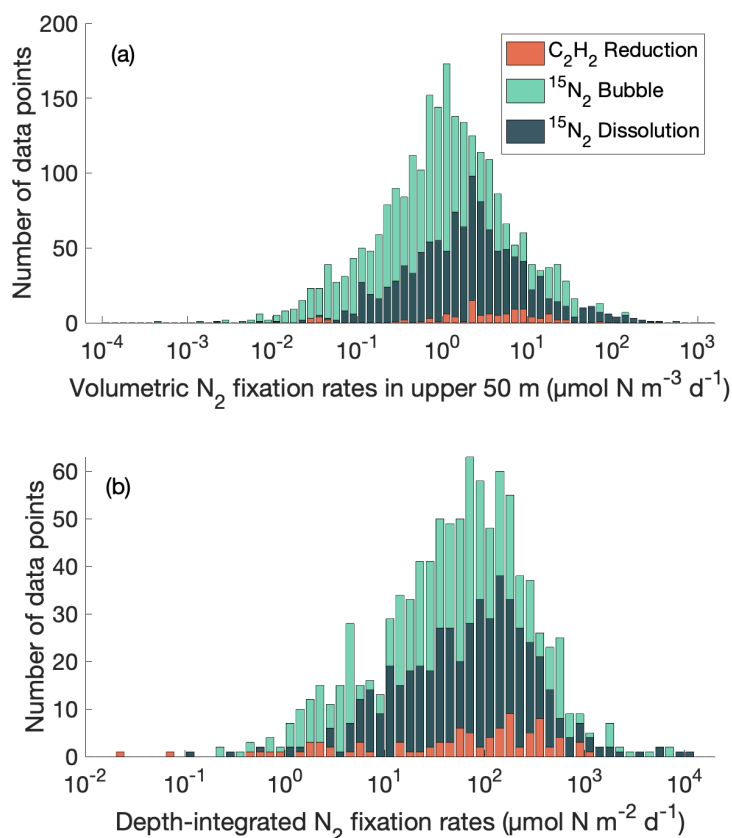 200
(a)
C₂H₂ Reduction
¹⁵N₂ Bubble
¹⁵N₂ Dissolution
150
100
50
0
Number of data points
10⁻⁴ 10⁻³ 10⁻² 10⁻¹ 10⁰ 10¹ 10² 10³
Volumetric N₂ fixation rates in upper 50 m (μmol N m⁻³ d⁻¹)
(b)
60
50
40
30
20
10
0
Number of data points
10⁻² 10⁻¹ 10⁰ 10¹ 10² 10³ 10⁴
Depth-integrated N₂ fixation rates (μmol N m⁻² d⁻¹)